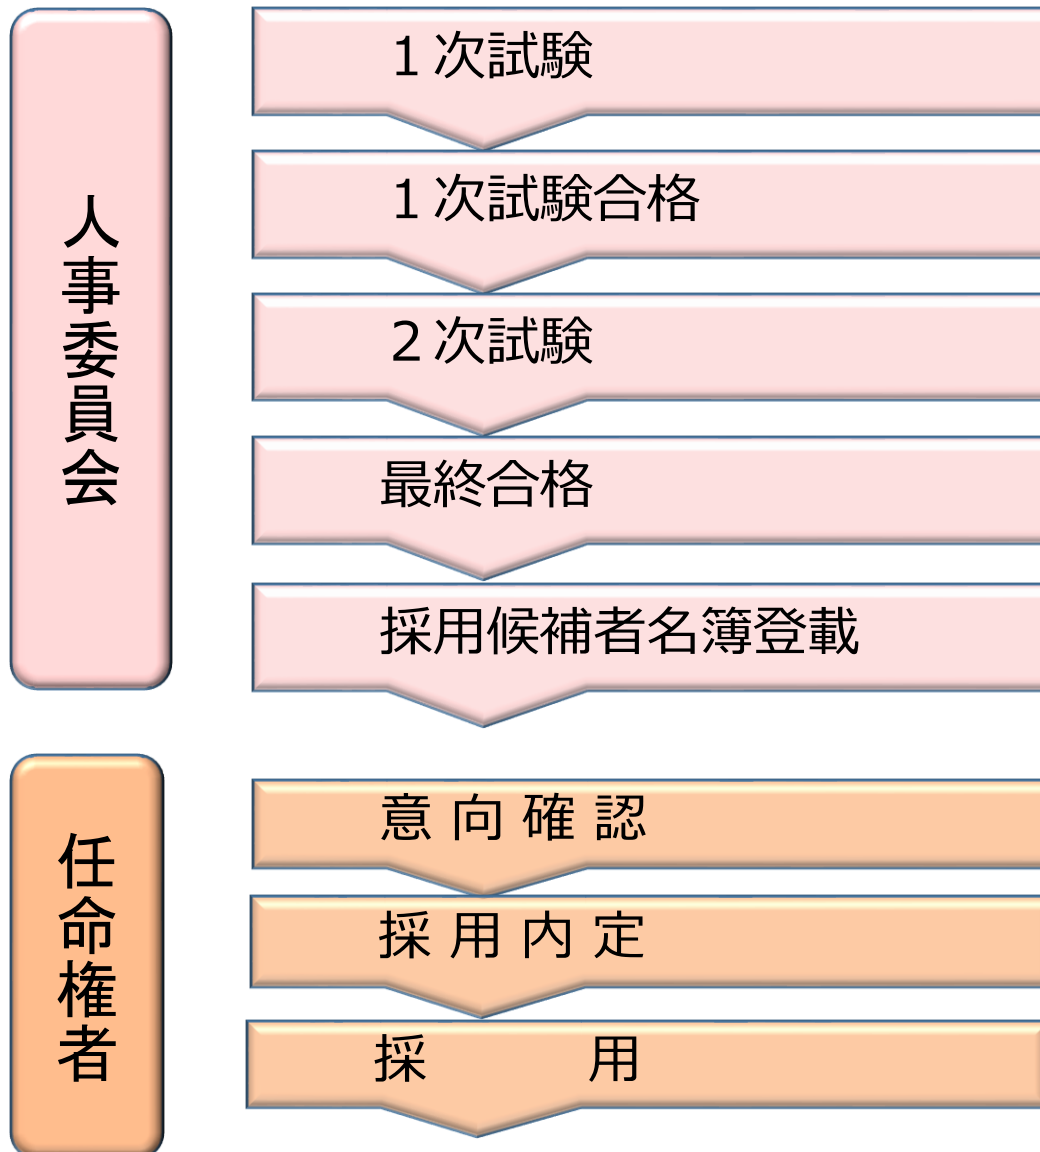 人事委員会
１次試験
１次試験合格
２次試験
最終合格
採用候補者名簿登載
任命権者
意 向 確 認
採 用 内 定
採　　　用